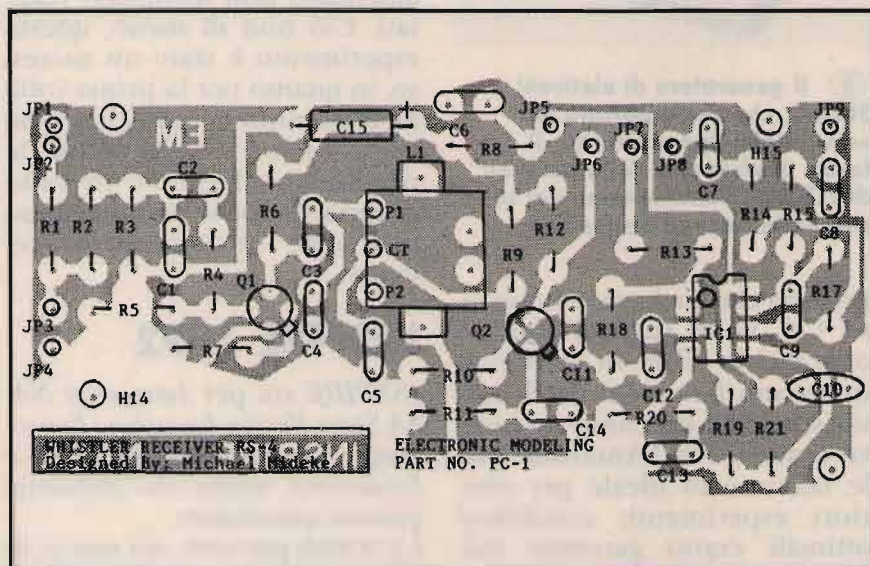 JP1
JP2
EM
C15
+
C6
R8
JP5
JP6
JP7
JP8
C7
H15
JP9
L1
C2
R1
R2
R3
R4
R6
C3
P1
CT
P2
R9
R12
R13
R14
R15
C8
C1
Q1
JP3
R5
R7
C4
Q2
C11
R18
IC1
C9
R17
JP4
H14
C5
R10
R11
C14
C12
R20
C13
R19
R21
C10
WHISTLER RECEIVER RS-4
Designed By: Michael Mideke
ELECTRONIC MODELING
PART NO. PC-1